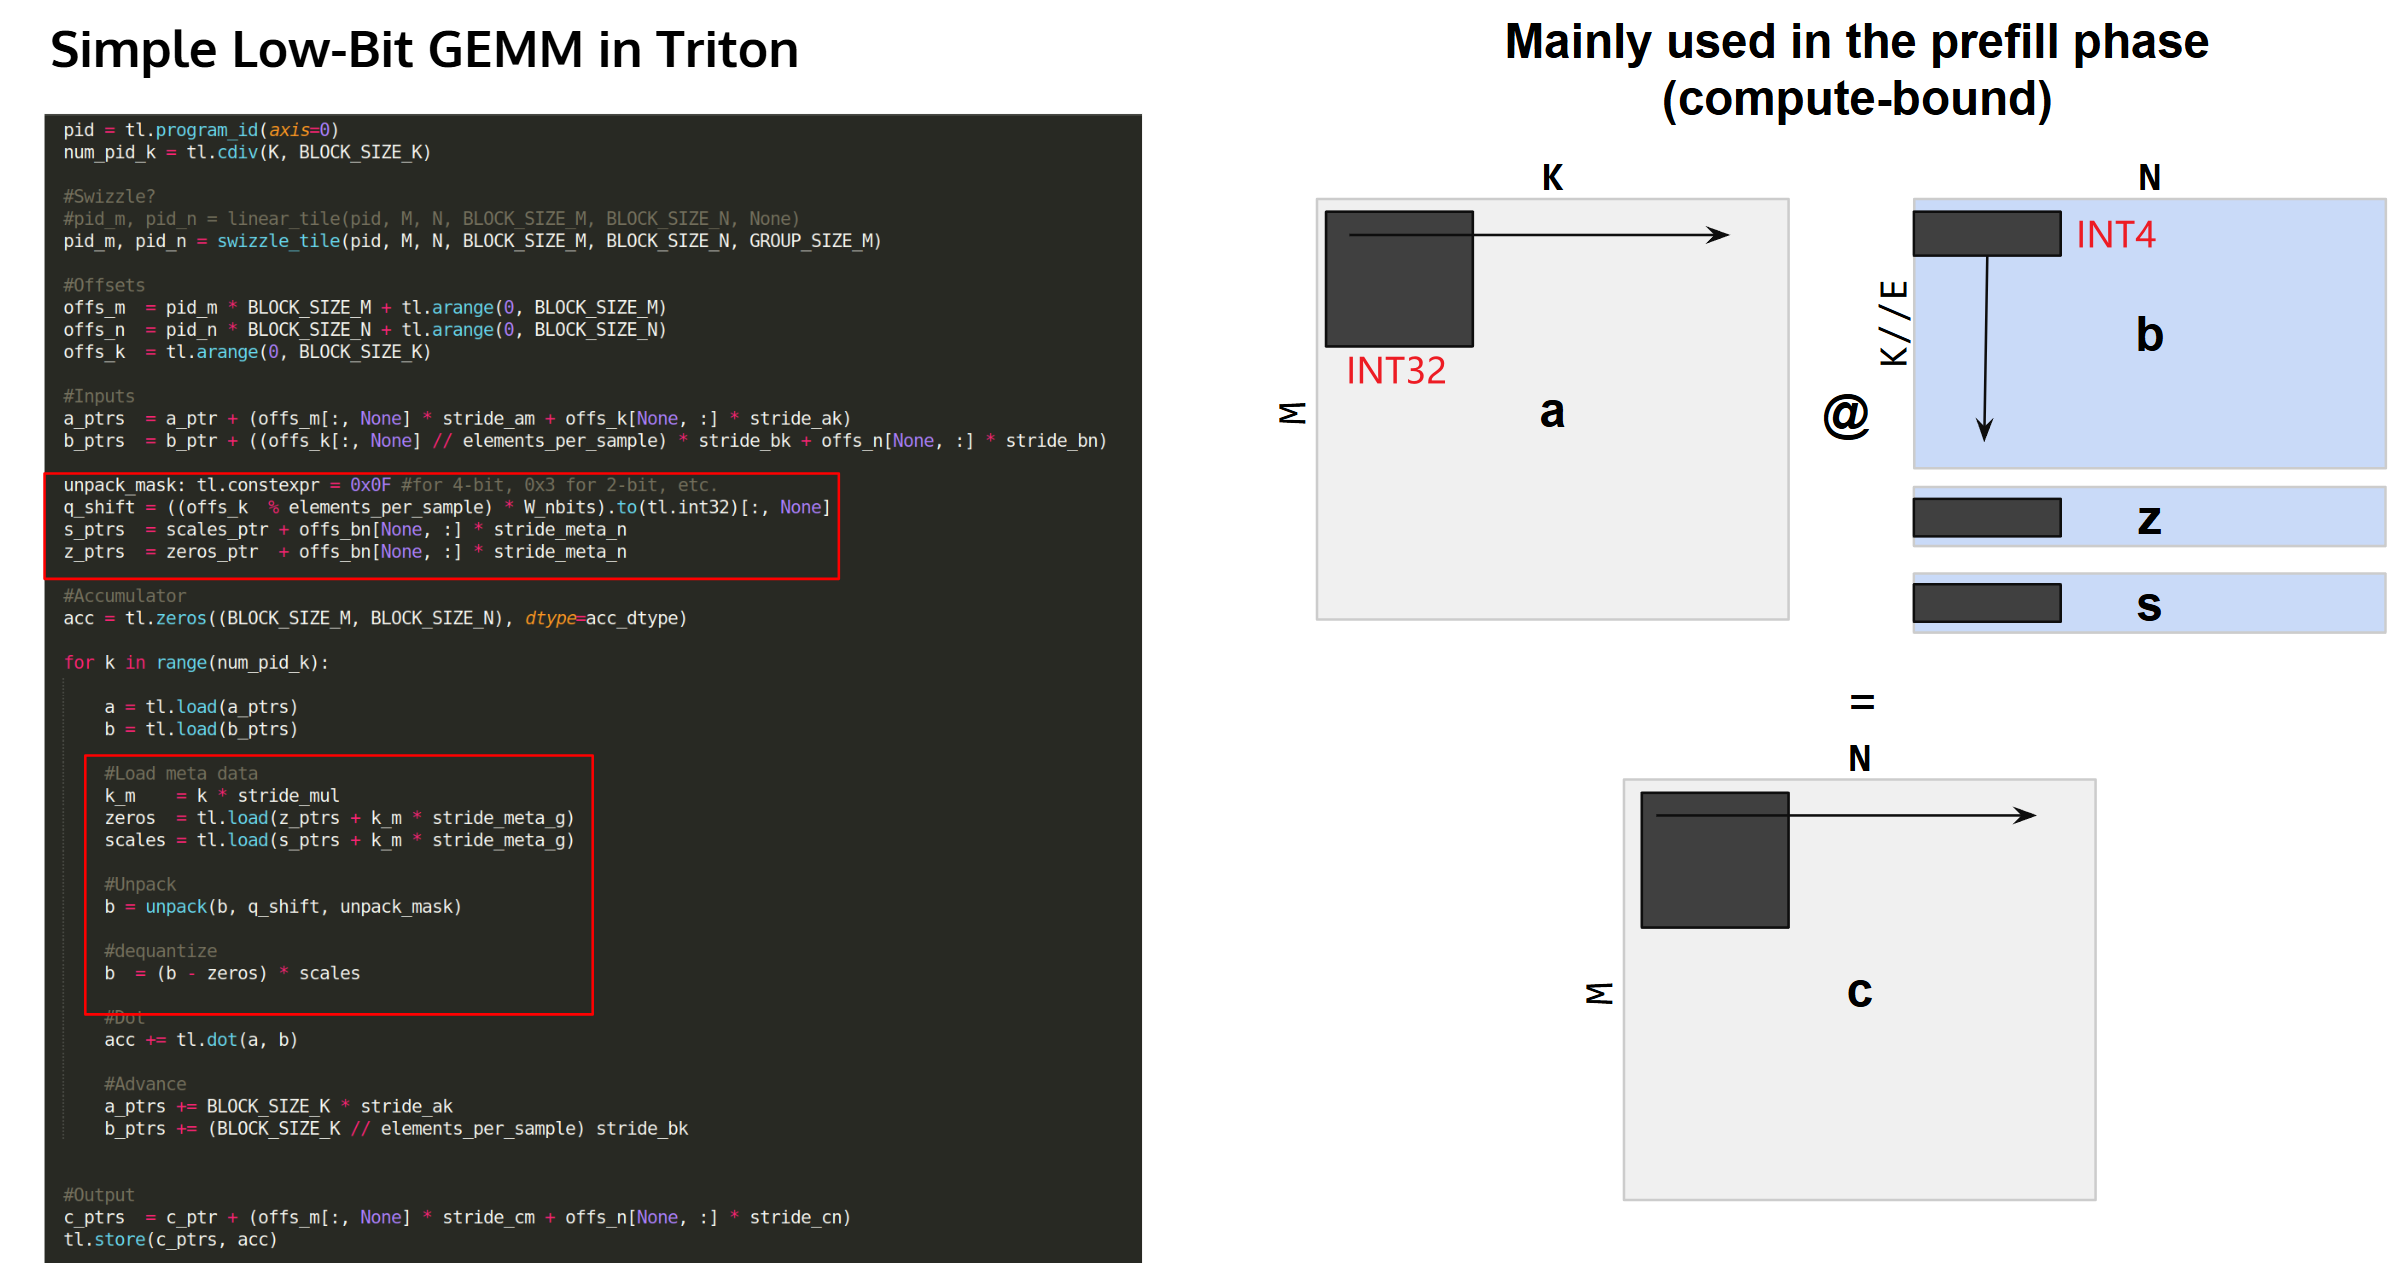 Simple Low-Bit GEMM in Triton
pid = tl.program_id(axis=0)
num_pid_k = tl.cdiv(K, BLOCK_SIZE_K)
#Swizzle?
#pid_m, pid_n = linear_tile(pid, M, N, BLOCK_SIZE_M, BLOCK_SIZE_N, None)
pid_m, pid_n = swizzle_tile(pid, M, N, BLOCK_SIZE_M, BLOCK_SIZE_N, GROUP_SIZE_M)
#Offsets
offs_m  = pid_m * BLOCK_SIZE_M + tl.arange(0, BLOCK_SIZE_M)
offs_n  = pid_n * BLOCK_SIZE_N + tl.arange(0, BLOCK_SIZE_N)
offs_k  = tl.arange(0, BLOCK_SIZE_K)
#Inputs
a_ptrs  = a_ptr + (offs_m[:, None] * stride_am + offs_k[None, :] * stride_ak)
b_ptrs  = b_ptr + ((offs_k[:, None] // elements_per_sample) * stride_bk + offs_n[None, :] * stride_bn)
unpack_mask: tl.constexpr = 0x0F #for 4-bit, 0x3 for 2-bit, etc.
q_shift = ((offs_k  % elements_per_sample) * W_nbits).to(tl.int32)[:, None]
s_ptrs  = scales_ptr + offs_bn[None, :] * stride_meta_n
z_ptrs  = zeros_ptr  + offs_bn[None, :] * stride_meta_n
#Accumulator
acc = tl.zeros((BLOCK_SIZE_M, BLOCK_SIZE_N), dtype=acc_dtype)
for k in range(num_pid_k):
a = tl.load(a_ptrs)
b = tl.load(b_ptrs)
#Load meta data
k_m    = k * stride_mul
zeros  = tl.load(z_ptrs + k_m * stride_meta_g)
scales = tl.load(s_ptrs + k_m * stride_meta_g)
#Unpack
b = unpack(b, q_shift, unpack_mask)
#dequantize
b  = (b - zeros) * scales
#Dot
acc += tl.dot(a, b)
#Advance
a_ptrs += BLOCK_SIZE_K * stride_ak
b_ptrs += (BLOCK_SIZE_K // elements_per_sample) stride_bk
#Output
c_ptrs  = c_ptr + (offs_m[:, None] * stride_cm + offs_n[None, :] * stride_cn)
tl.store(c_ptrs, acc)
Mainly used in the prefill phase
(compute-bound)
K
INT32
M
a
@
N
INT4
K//E
b
z
s
=
N
M
c